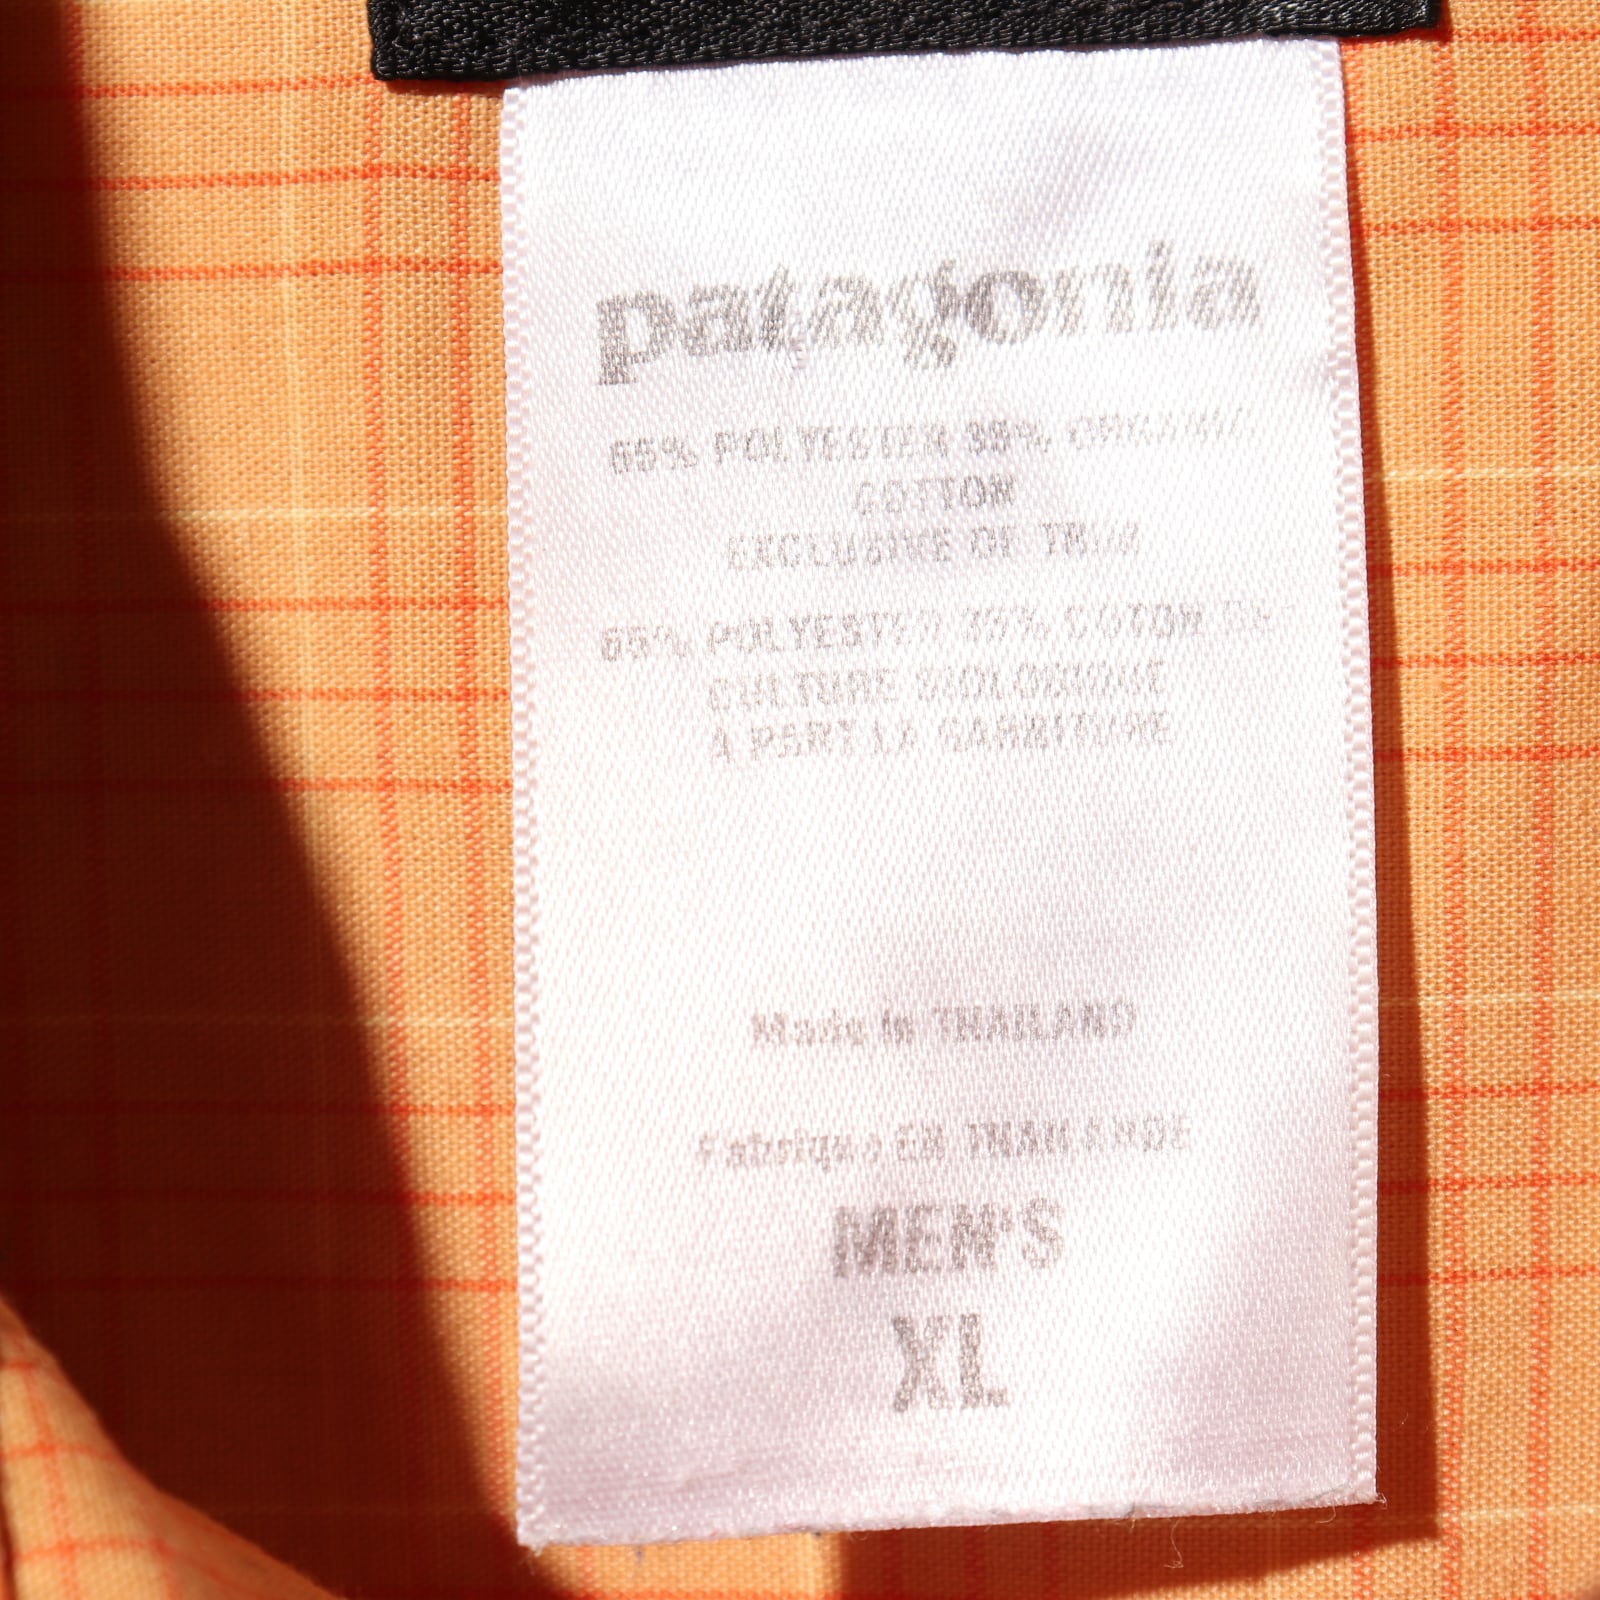 patagonia
65% POLYESTER 35% ORGANIC
COTTON
EXCLUSIVE OF TRIM
65% POLYESTER 35% COTON DE
CULTURE BIOLOGIQUE
À PART LA GARNITURE
Made in THAILAND
Fabriqué EN THAILANDE
MEN'S
XL